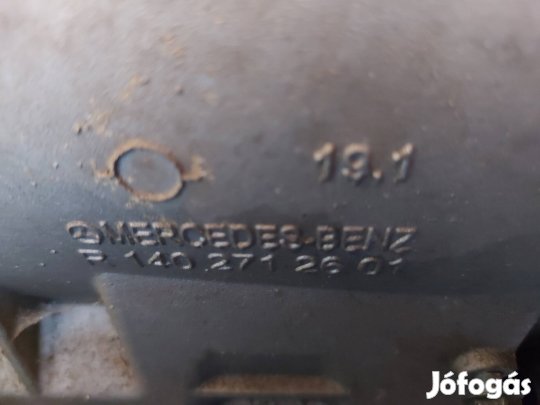 19.1
MERCEDES-BENZ
R 140 271 26 01
Jófogás